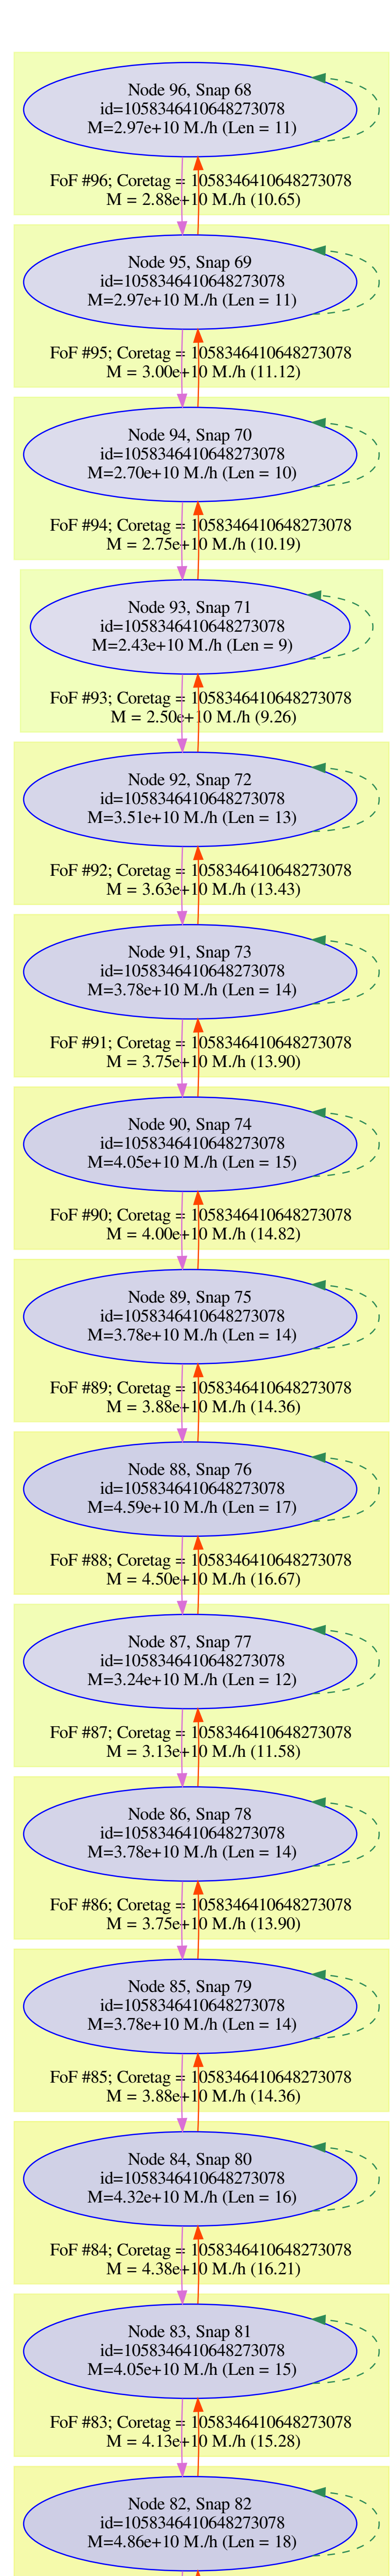 Node 96, Snap 68
id=1058346410648273078
M=2.97e+10 M./h (Len = 11)
FoF #96; Coretag = 1058346410648273078
M = 2.88e+10 M./h (10.65)
Node 95, Snap 69
id=1058346410648273078
M=2.97e+10 M./h (Len = 11)
FoF #95; Coretag = 1058346410648273078
M = 3.00e+10 M./h (11.12)
Node 94, Snap 70
id=1058346410648273078
M=2.70e+10 M./h (Len = 10)
FoF #94; Coretag = 1058346410648273078
M = 2.75e+10 M./h (10.19)
Node 93, Snap 71
id=1058346410648273078
M=2.43e+10 M./h (Len = 9)
FoF #93; Coretag = 1058346410648273078
M = 2.50e+10 M./h (9.26)
Node 92, Snap 72
id=1058346410648273078
M=3.51e+10 M./h (Len = 13)
FoF #92; Coretag = 1058346410648273078
M = 3.63e+10 M./h (13.43)
Node 91, Snap 73
id=1058346410648273078
M=3.78e+10 M./h (Len = 14)
FoF #91; Coretag = 1058346410648273078
M = 3.75e+10 M./h (13.90)
Node 90, Snap 74
id=1058346410648273078
M=4.05e+10 M./h (Len = 15)
FoF #90; Coretag = 1058346410648273078
M = 4.00e+10 M./h (14.82)
Node 89, Snap 75
id=1058346410648273078
M=3.78e+10 M./h (Len = 14)
FoF #89; Coretag = 1058346410648273078
M = 3.88e+10 M./h (14.36)
Node 88, Snap 76
id=1058346410648273078
M=4.59e+10 M./h (Len = 17)
FoF #88; Coretag = 1058346410648273078
M = 4.50e+10 M./h (16.67)
Node 87, Snap 77
id=1058346410648273078
M=3.24e+10 M./h (Len = 12)
FoF #87; Coretag = 1058346410648273078
M = 3.13e+10 M./h (11.58)
Node 86, Snap 78
id=1058346410648273078
M=3.78e+10 M./h (Len = 14)
FoF #86; Coretag = 1058346410648273078
M = 3.75e+10 M./h (13.90)
Node 85, Snap 79
id=1058346410648273078
M=3.78e+10 M./h (Len = 14)
FoF #85; Coretag = 1058346410648273078
M = 3.88e+10 M./h (14.36)
Node 84, Snap 80
id=1058346410648273078
M=4.32e+10 M./h (Len = 16)
FoF #84; Coretag = 1058346410648273078
M = 4.38e+10 M./h (16.21)
Node 83, Snap 81
id=1058346410648273078
M=4.05e+10 M./h (Len = 15)
FoF #83; Coretag = 1058346410648273078
M = 4.13e+10 M./h (15.28)
Node 82, Snap 82
id=1058346410648273078
M=4.86e+10 M./h (Len = 18)